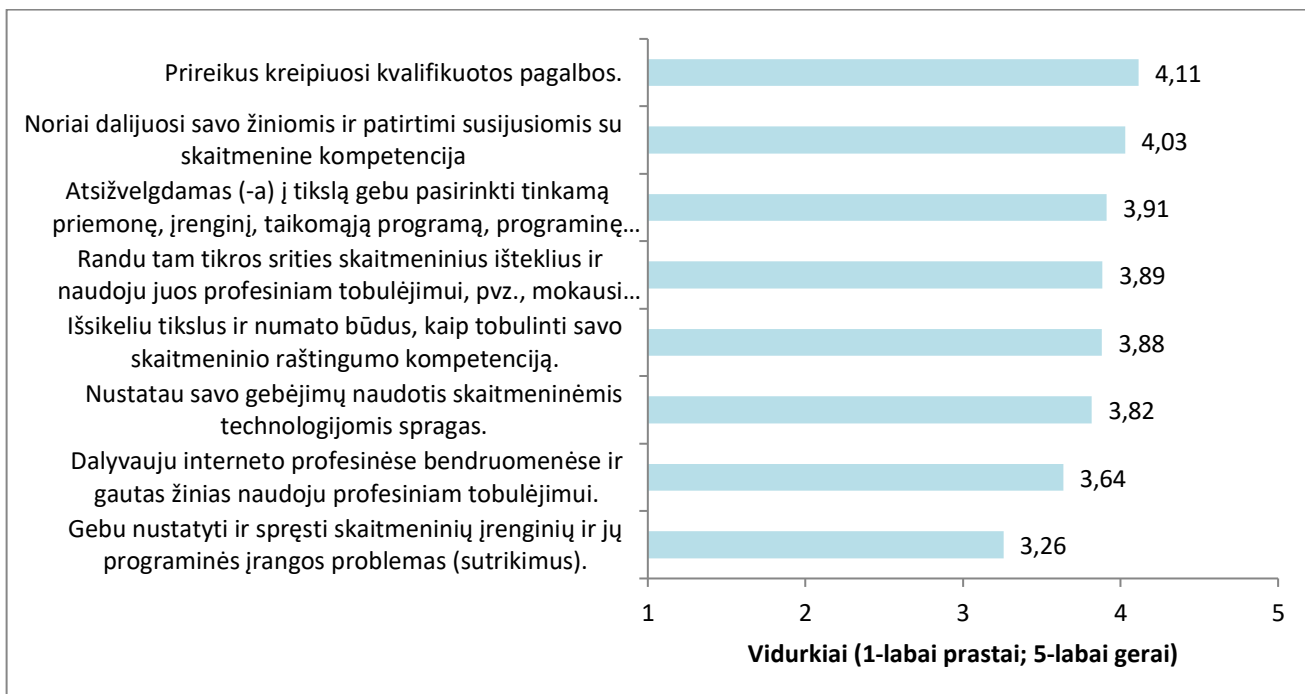 Prireikus kreipiuosi kvalifikuotos pagalbos.
4,11
Noriai dalijuosi savo žiniomis ir patirtimi susijusiomis su
skaitmenine kompetencija
4,03
Atsižvelgdamas (-a) į tikslą gebu pasirinkti tinkamą
priemonę, įrenginį, taikomąją programą, programinę...
3,91
Randu tam tikros srities skaitmeninius išteklius ir
naudoju juos profesiniam tobulėjimui, pvz., mokausi...
3,89
Išsikeliu tikslus ir numato būdus, kaip tobulinti savo
skaitmeninio raštingumo kompetenciją.
3,88
Nustatau savo gebėjimų naudotis skaitmeninėmis
technologijomis spragas.
3,82
Dalyvauju interneto profesinėse bendruomenėse ir
gautas žinias naudoju profesiniam tobulėjimui.
3,64
Gebu nustatyti ir spręsti skaitmeninių įrenginių ir jų
programinės įrangos problemas (sutrikimus).
3,26
1 2 3 4 5
Vidurkiai (1-labai prastai; 5-labai gerai)